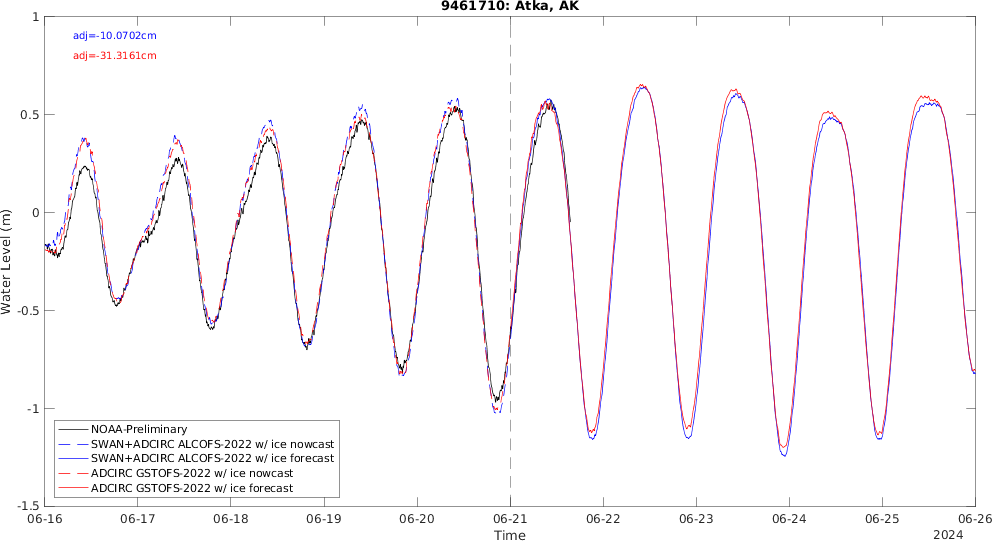 9461710: Atka, AK
adj=-10.0702cm
adj=-31.3161cm
Water Level (m)
1
0.5
0
-0.5
-1
-1.5
NOAA-Preliminary
SWAN+ADCIRC ALCOFS-2022 w/ ice nowcast
SWAN+ADCIRC ALCOFS-2022 w/ ice forecast
ADCIRC GSTOFS-2022 w/ ice nowcast
ADCIRC GSTOFS-2022 w/ ice forecast
06-16 06-17 06-18 06-19 06-20 06-21 06-22 06-23 06-24 06-25 06-26
Time
2024